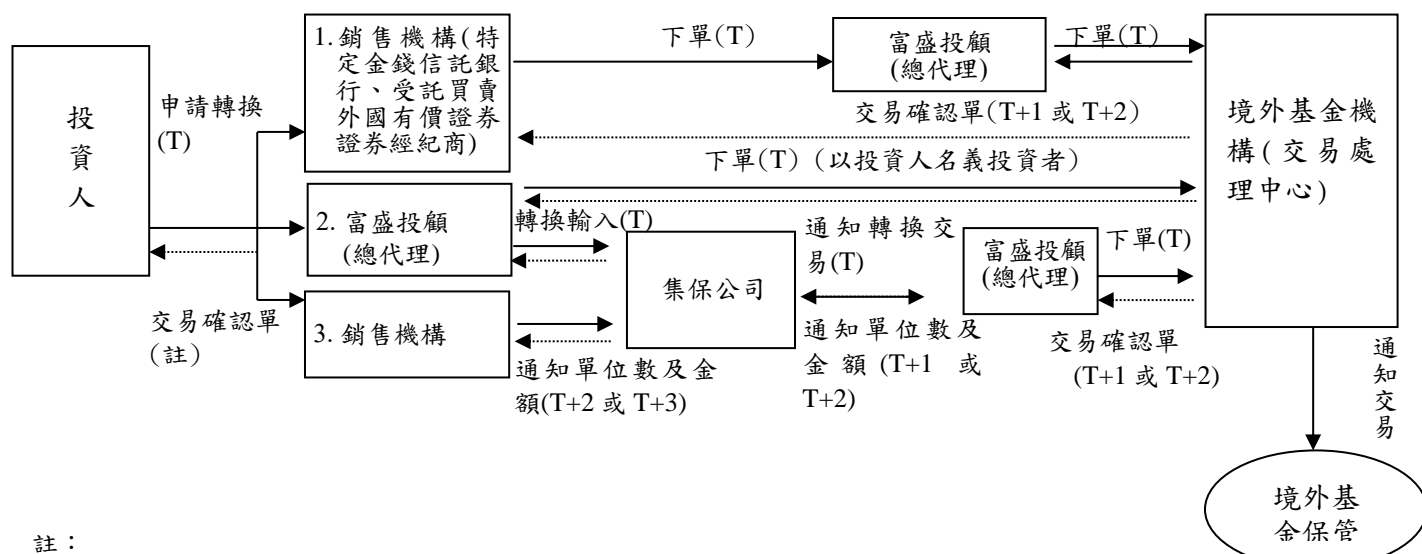 投
資
人
申請轉換
(T)
交易確認單
（註）
1. 銷售機構(特
定金錢信託銀
行、受託買賣
外國有價證券
證券經紀商)
2. 富盛投顧
(總代理)
3. 銷售機構
下單(T)
富盛投顧
(總代理)
下單(T)
交易確認單(T+1 或 T+2)
下單(T)（以投資人名義投資者）
轉換輸入(T)
集保公司
通知單位數及金
額(T+2 或 T+3)
通知轉換交
易(T)
通知單位數及
金額 (T+1 或
T+2)
富盛投顧
(總代理)
下單(T)
交易確認單
(T+1 或 T+2)
境外基金機
構(交易處
理中心)
通知交易
境外基
金保管
註：